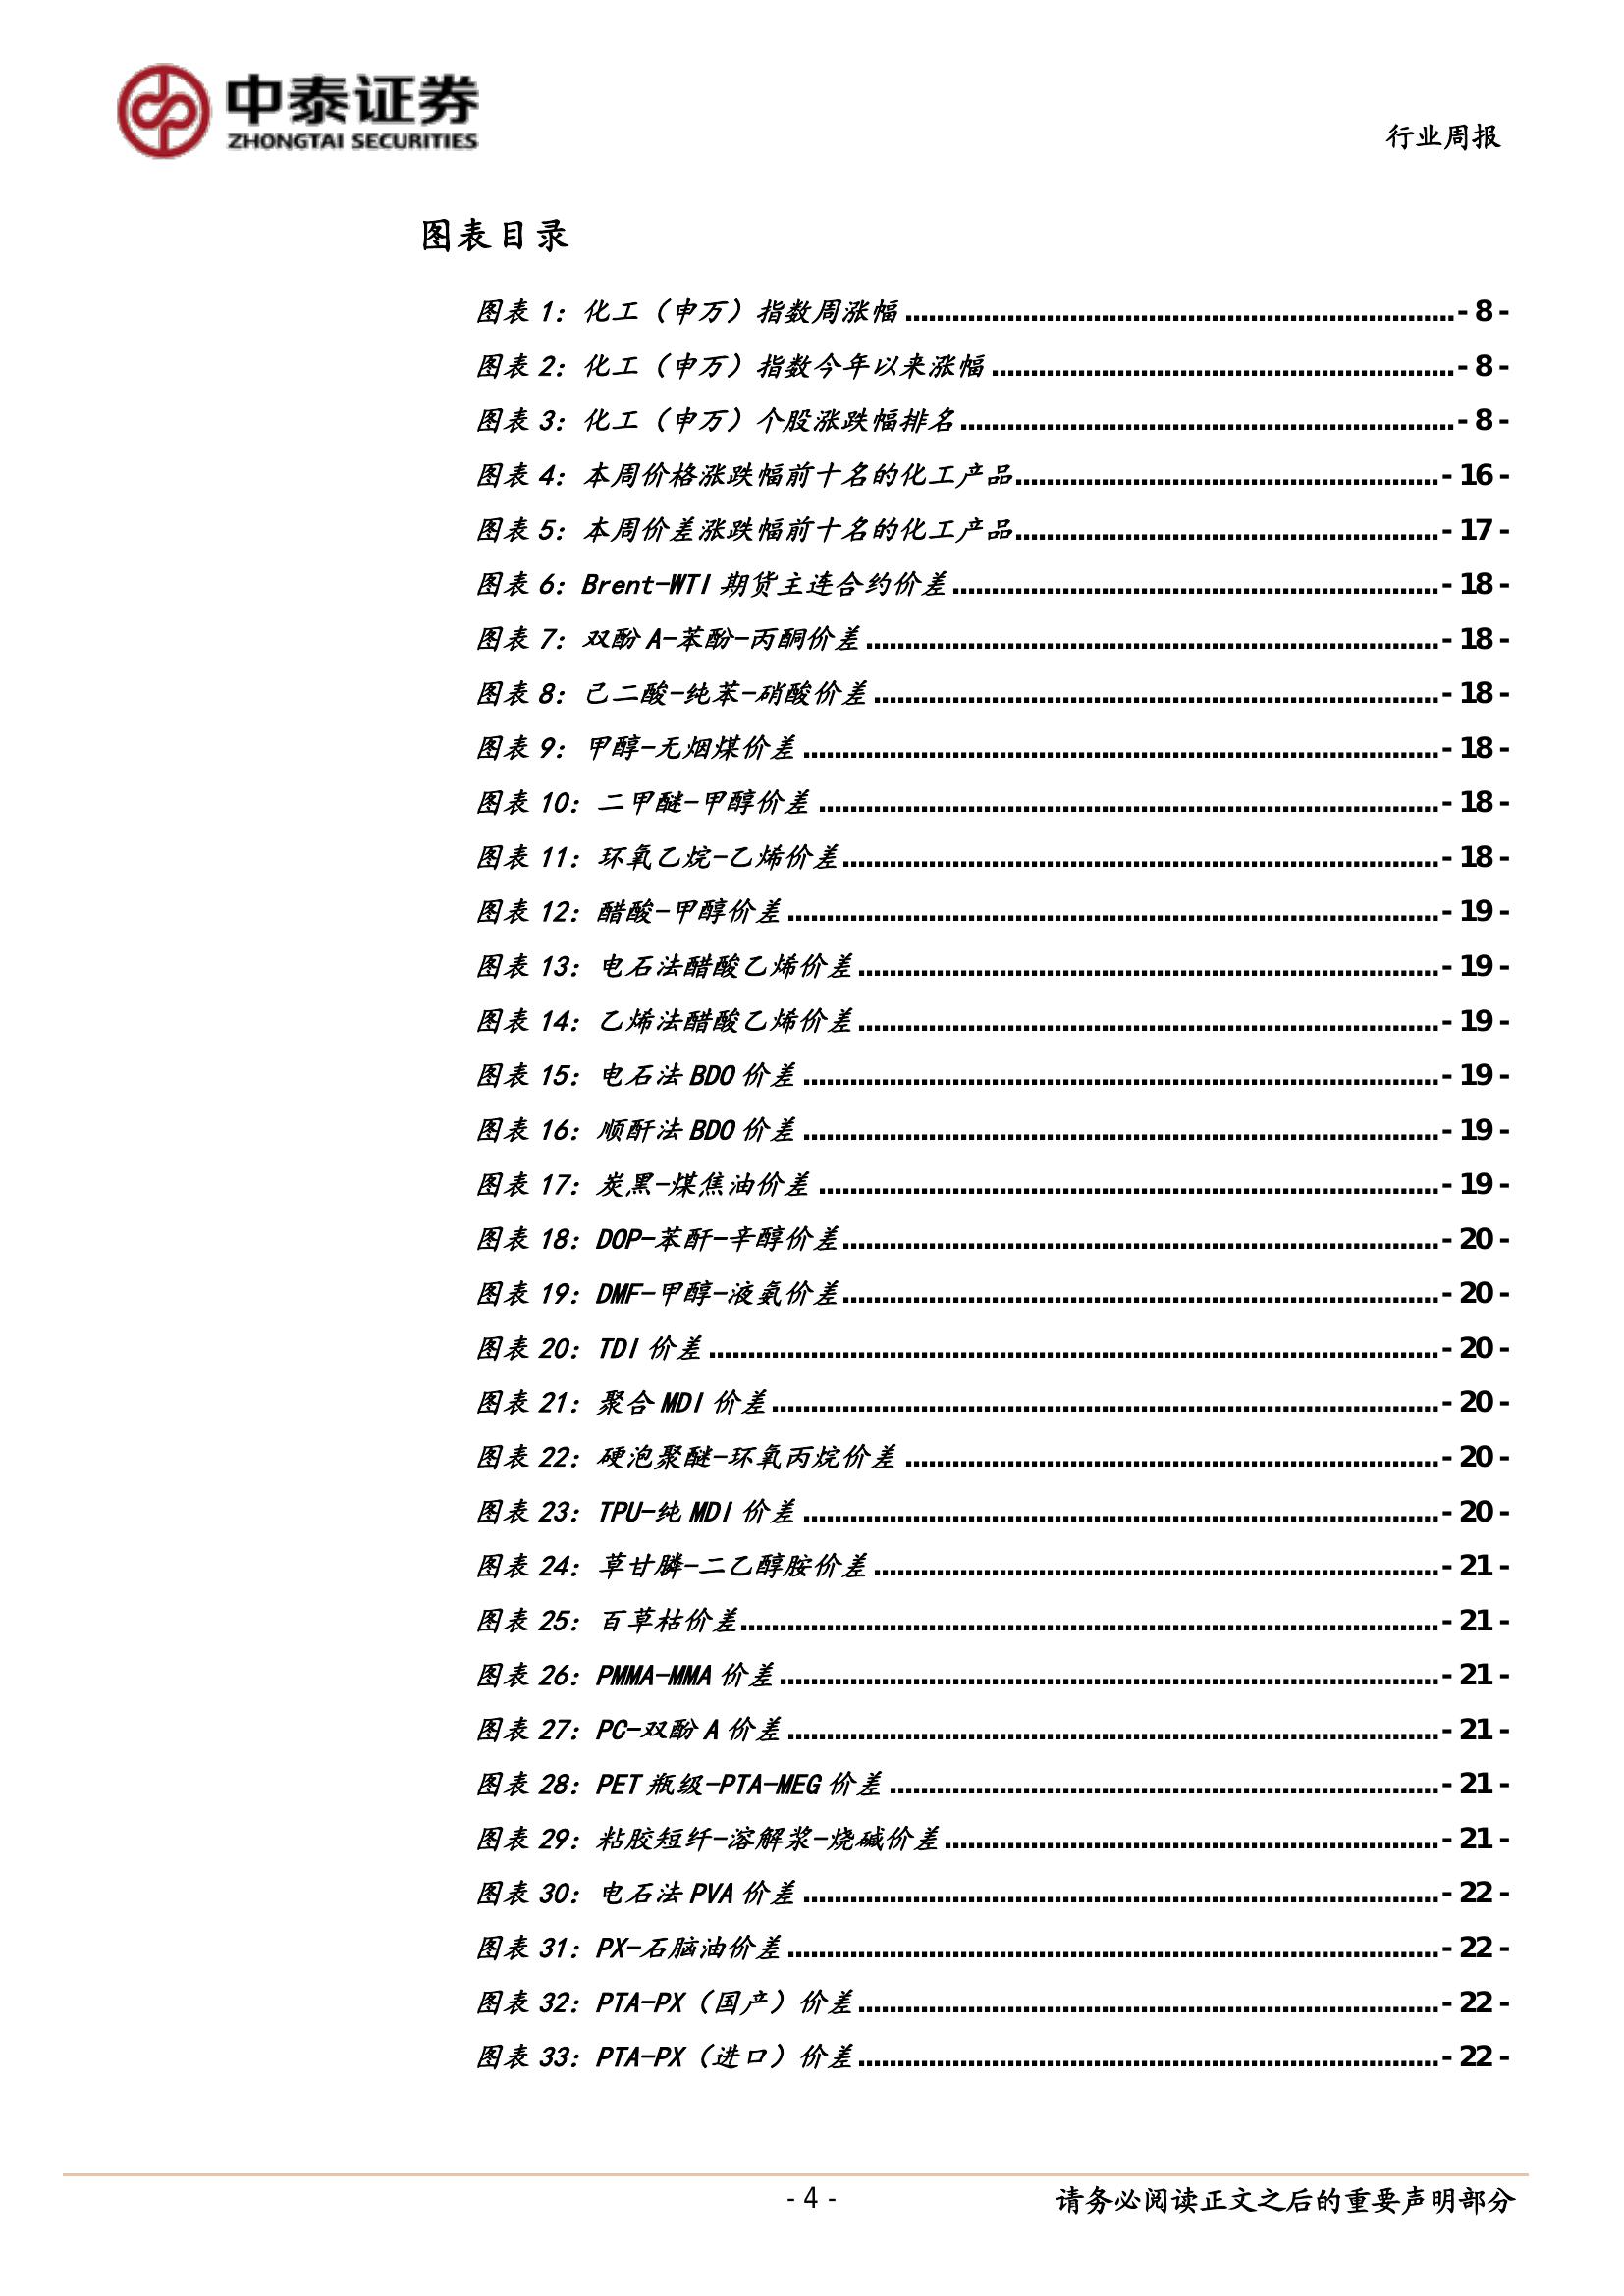 中泰证券
ZHONGTAI SECURITIES
行业周报
图表目录
图表 1：化工（申万）指数周涨幅 - 8 -
图表 2：化工（申万）指数今年以来涨幅 - 8 -
图表 3：化工（申万）个股涨跌幅排名 - 8 -
图表 4：本周价格涨跌幅前十名的化工产品 - 16 -
图表 5：本周价差涨跌幅前十名的化工产品 - 17 -
图表 6：Brent-WTI 期货主连合约价差 - 18 -
图表 7：双酚 A-苯酚-丙酮价差 - 18 -
图表 8：己二酸-纯苯-硝酸价差 - 18 -
图表 9：甲醇-无烟煤价差 - 18 -
图表 10：二甲醚-甲醇价差 - 18 -
图表 11：环氧乙烷-乙烯价差 - 18 -
图表 12：醋酸-甲醇价差 - 19 -
图表 13：电石法醋酸乙烯价差 - 19 -
图表 14：乙烯法醋酸乙烯价差 - 19 -
图表 15：电石法 BDO 价差 - 19 -
图表 16：顺酐法 BDO 价差 - 19 -
图表 17：炭黑-煤焦油价差 - 19 -
图表 18：DOP-苯酐-辛醇价差 - 20 -
图表 19：DMF-甲醇-液氨价差 - 20 -
图表 20：TDI 价差 - 20 -
图表 21：聚合 MDI 价差 - 20 -
图表 22：硬泡聚醚-环氧丙烷价差 - 20 -
图表 23：TPU-纯 MDI 价差 - 20 -
图表 24：草甘膦-二乙醇胺价差 - 21 -
图表 25：百草枯价差 - 21 -
图表 26：PMMA-MMA 价差 - 21 -
图表 27：PC-双酚 A 价差 - 21 -
图表 28：PET 瓶级-PTA-MEG 价差 - 21 -
图表 29：粘胶短纤-溶解浆-烧碱价差 - 21 -
图表 30：电石法 PVA 价差 - 22 -
图表 31：PX-石脑油价差 - 22 -
图表 32：PTA-PX（国产）价差 - 22 -
图表 33：PTA-PX（进口）价差 - 22 -
- 4 -
请务必阅读正文之后的重要声明部分